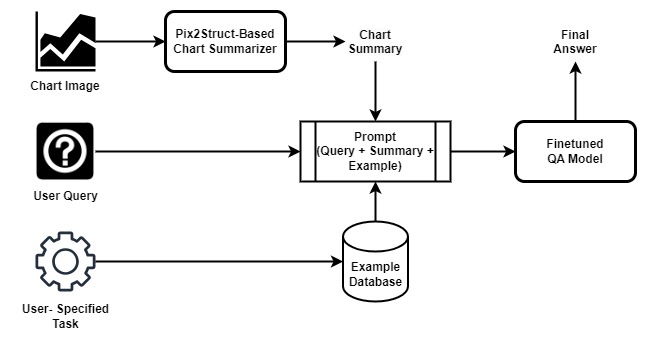 Pix2Struct-Based
Chart Summarizer
Chart
Summary
Final
Answer
Chart Image
Prompt
(Query + Summary +
Example)
Finetuned
QA Model
User Query
Example
Database
User- Specified
Task